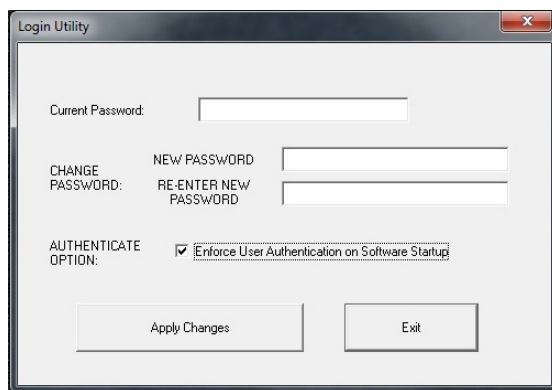 Login Utility
Current Password:
NEW PASSWORD
CHANGE
PASSWORD:
RE-ENTER NEW
PASSWORD
AUTHENTICATE
OPTION:
Enforce User Authentication on Software Startup
Apply Changes
Exit